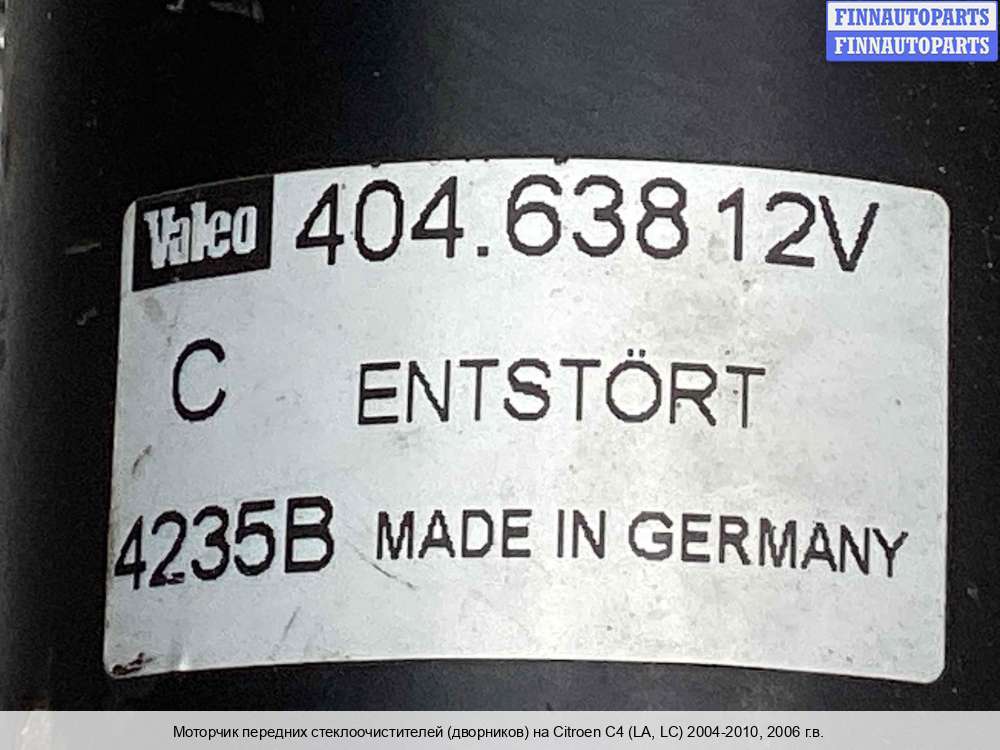 FINNAUTOPARTS
FINNAUTOPARTS
Valeo 404.638 12V
C ENTSTÖRT
4235B MADE IN GERMANY
Моторчик передних стеклоочистителей (дворников) на Citroen C4 (LA, LC) 2004-2010, 2006 г.в.